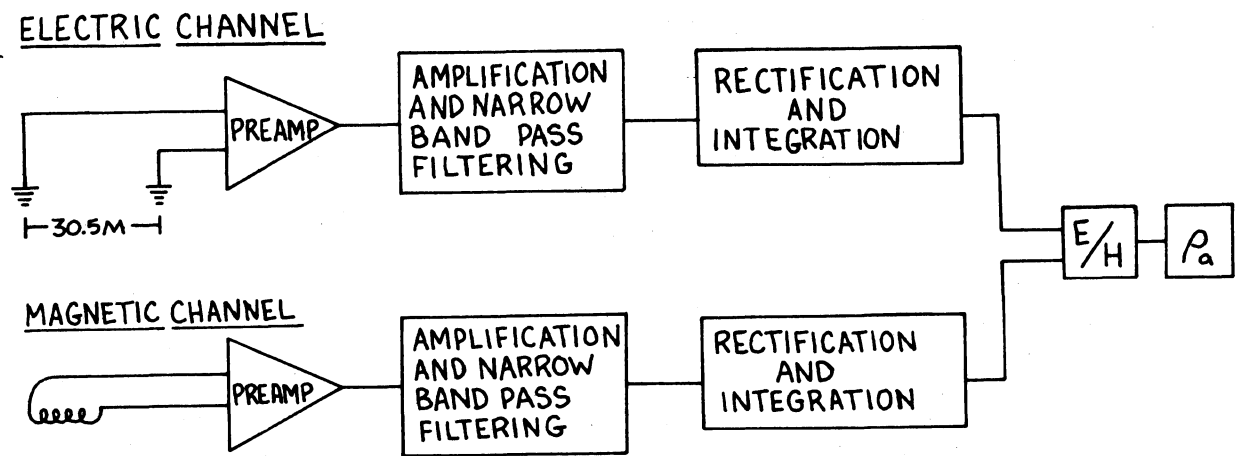 ELECTRIC CHANNEL
PREAMP
AMPLIFICATION
AND NARROW
BAND PASS
FILTERING
RECTIFICATION
AND
INTEGRATION
30.5M
E/H
ρa
MAGNETIC CHANNEL
PREAMP
AMPLIFICATION
AND NARROW
BAND PASS
FILTERING
RECTIFICATION
AND
INTEGRATION